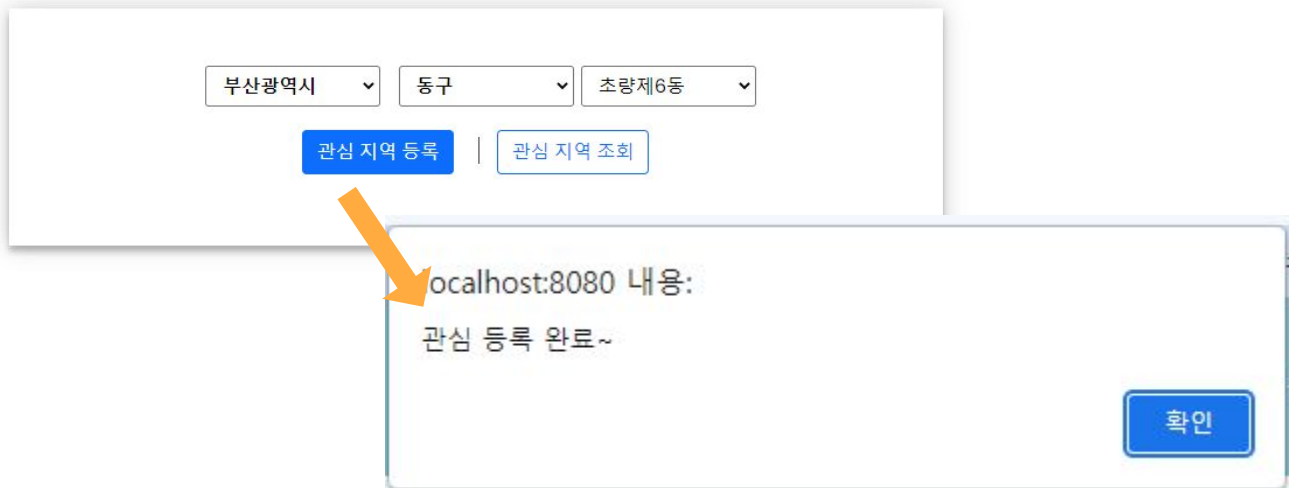 부산광역시 동구 초량제6동
관심 지역 등록 | 관심 지역 조회
localhost:8080 내용:
관심 등록 완료~
확인